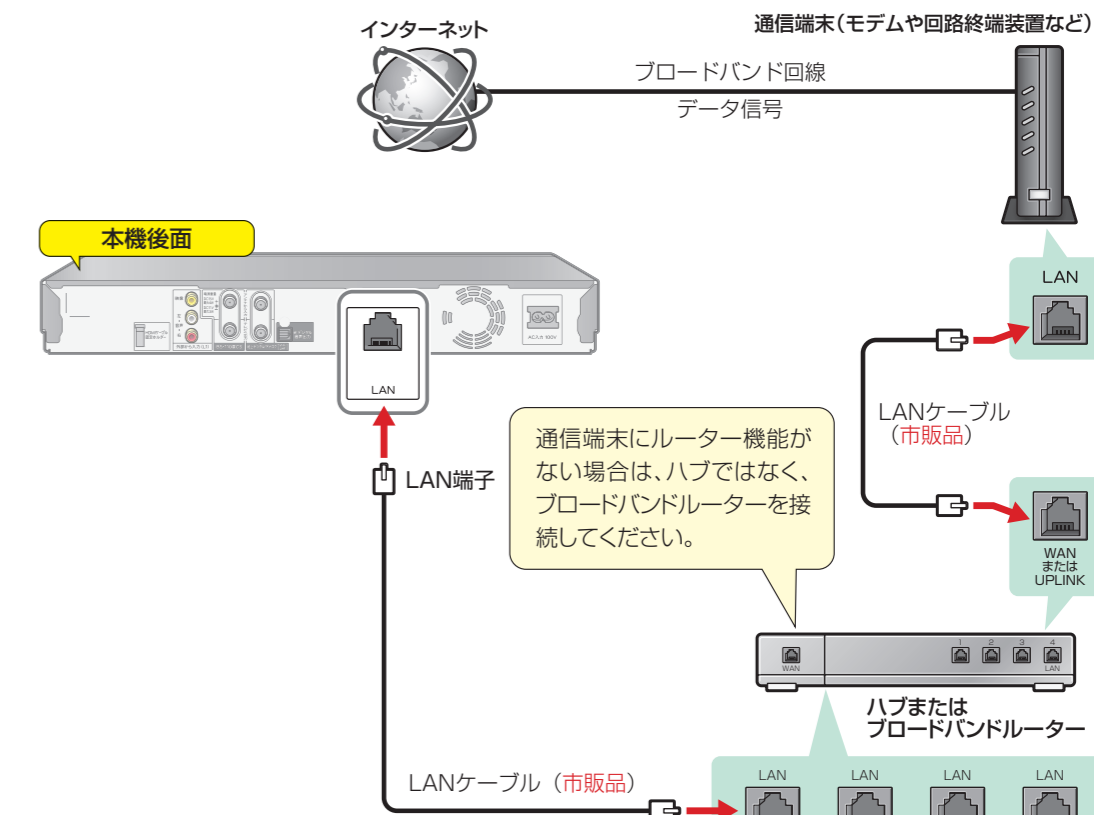 インターネット
通信端末（モデムや回路終端装置など）
ブロードバンド回線
データ信号
本機後面
AC入力 100V
LAN
LAN
LAN端子
LANケーブル
（市販品）
通信端末にルーター機能が
ない場合は、ハブではなく、
ブロードバンドルーターを接
続してください。
WAN
または
UPLINK
WAN
1 2 3 4
LAN
ハブまたは
ブロードバンドルーター
LANケーブル（市販品）
LAN LAN LAN LAN